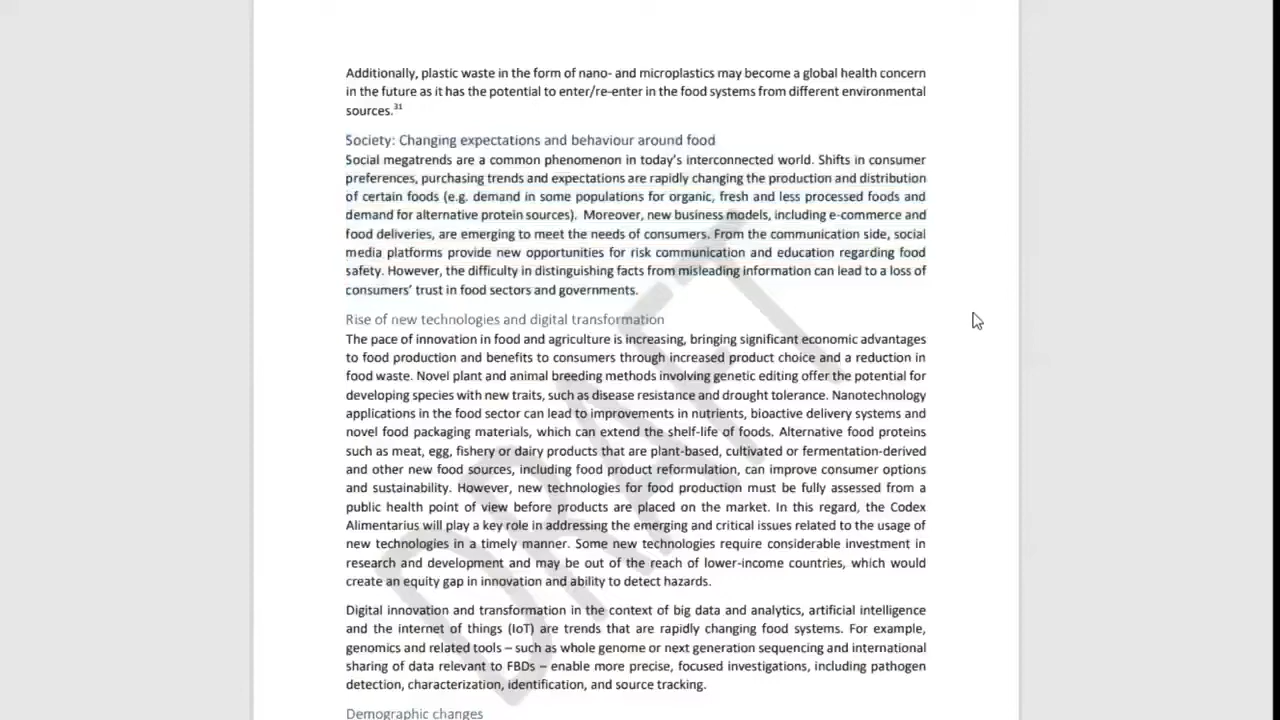 Additionally, plastic waste in the form of nano- and microplastics may become a global health concern
in the future as it has the potential to enter/re-enter in the food systems from different environmental
sources.31
Society: Changing expectations and behaviour around food
Social megatrends are a common phenomenon in today's interconnected world. Shifts in consumer
preferences, purchasing trends and expectations are rapidly changing the production and distribution
of certain foods (e.g. demand in some populations for organic, fresh and less processed foods and
demand for alternative protein sources). Moreover, new business models, including e-commerce and
food deliveries, are emerging to meet the needs of consumers. From the communication side, social
media platforms provide new opportunities for risk communication and education regarding food
safety. However, the difficulty in distinguishing facts from misleading information can lead to a loss of
consumers' trust in food sectors and governments.
Rise of new technologies and digital transformation
The pace of innovation in food and agriculture is increasing, bringing significant economic advantages
to food production and benefits to consumers through increased product choice and a reduction in
food waste. Novel plant and animal breeding methods involving genetic editing offer the potential for
developing species with new traits, such as disease resistance and drought tolerance. Nanotechnology
applications in the food sector can lead to improvements in nutrients, bioactive delivery systems and
novel food packaging materials, which can extend the shelf-life of foods. Alternative food proteins
such as meat, egg, fishery or dairy products that are plant-based, cultivated or fermentation-derived
and other new food sources, including food product reformulation, can improve consumer options
and sustainability. However, new technologies for food production must be fully assessed from a
public health point of view before products are placed on the market. In this regard, the Codex
Alimentarius will play a key role in addressing the emerging and critical issues related to the usage of
new technologies in a timely manner. Some new technologies require considerable investment in
research and development and may be out of the reach of lower-income countries, which would
create an equity gap in innovation and ability to detect hazards.
Digital innovation and transformation in the context of big data and analytics, artificial intelligence
and the internet of things (IoT) are trends that are rapidly changing food systems. For example,
genomics and related tools – such as whole genome or next generation sequencing and international
sharing of data relevant to FBDs – enable more precise, focused investigations, including pathogen
detection, characterization, identification, and source tracking.
Demographic changes
DRAFT